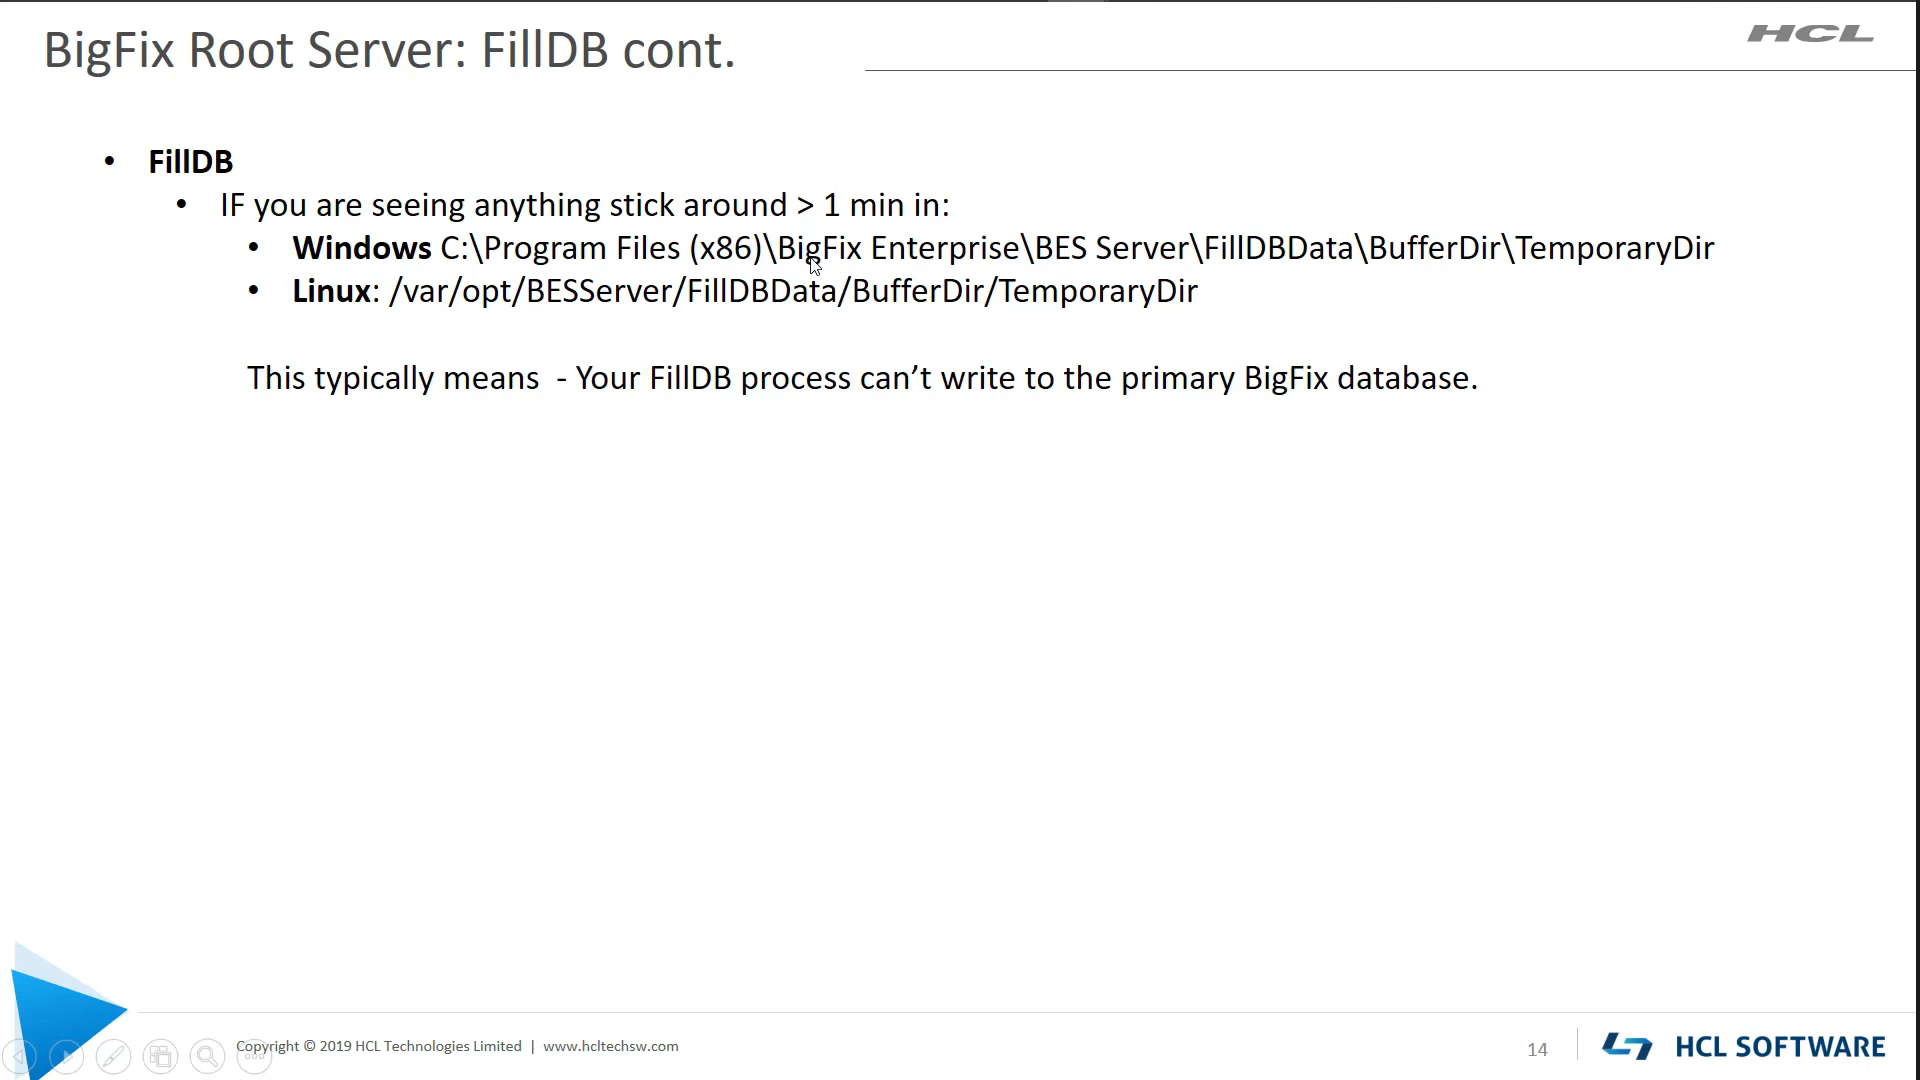 BigFix Root Server: FillDB cont.
HCL
• FillDB
• IF you are seeing anything stick around > 1 min in:
• Windows C:\Program Files (x86)\BigFix Enterprise\BES Server\FillDBData\BufferDir\TemporaryDir
• Linux: /var/opt/BESServer/FillDBData/BufferDir/TemporaryDir
This typically means  - Your FillDB process can’t write to the primary BigFix database.
Copyright © 2019 HCL Technologies Limited | www.hcltechsw.com
14
HCL SOFTWARE